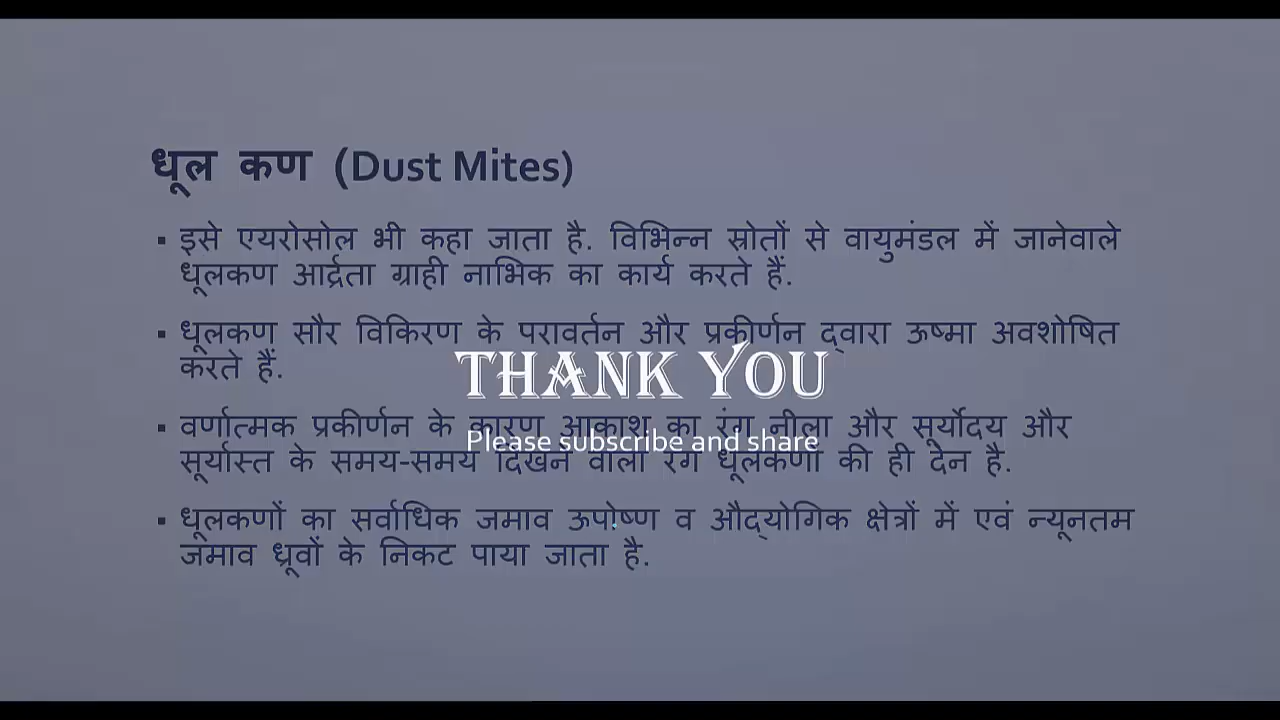 धूल कण (Dust Mites)
▪ इसे एयरोसोल भी कहा जाता है. विभिन्न स्रोतों से वायुमंडल में जानेवाले
धूलकण आर्द्रता ग्राही नाभिक का कार्य करते हैं.
▪ धूलकण सौर विकिरण के परावर्तन और प्रकीर्णन द्वारा ऊष्मा अवशोषित
करते हैं.
THANK YOU
▪ वर्णात्मक प्रकीर्णन के कारण आकाश का रंग नीला और सूर्योदय और
Please subscribe and share
सूर्यास्त के समय-समय दिखने वाला रंग धूलकणों की ही देन है.
▪ धूलकणों का सर्वाधिक जमाव ऊपोष्ण व औद्योगिक क्षेत्रों में एवं न्यूनतम
जमाव ध्रूवों के निकट पाया जाता है.